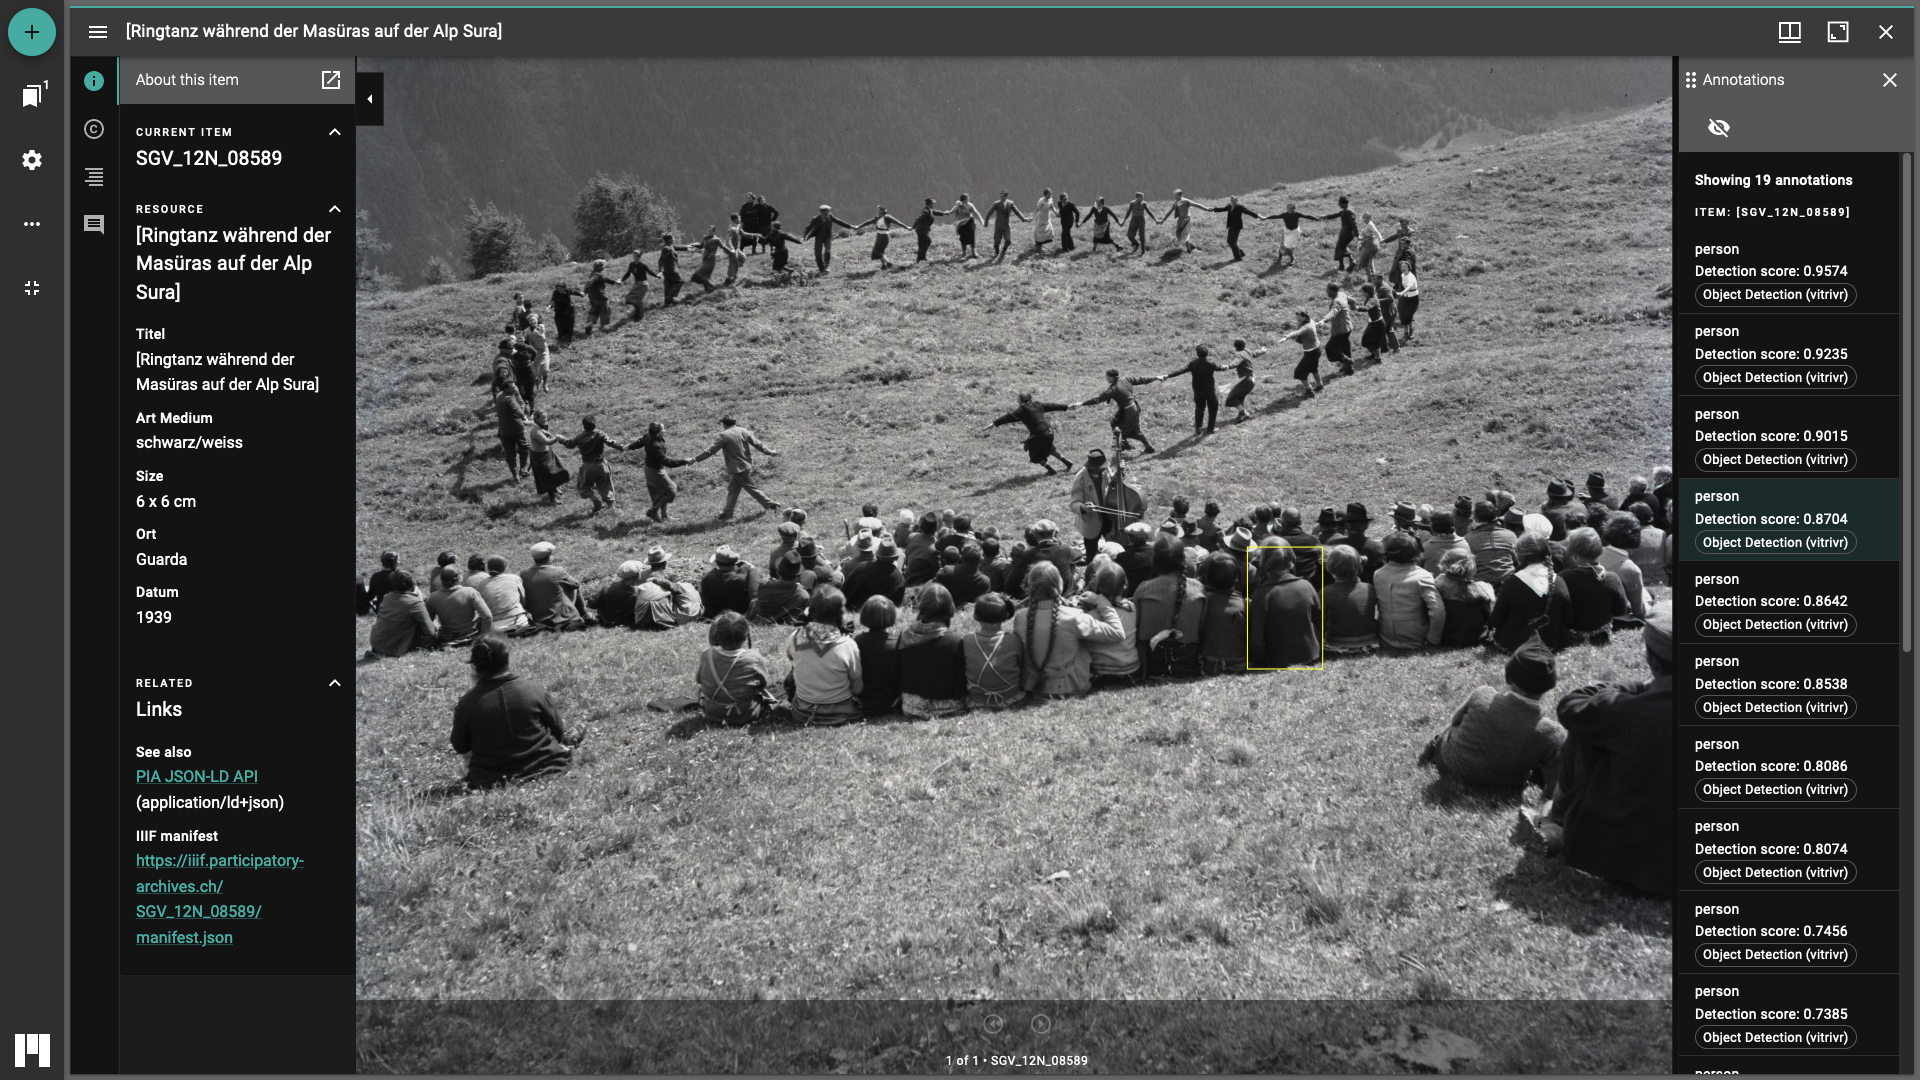 [Ringtanz während der Masüras auf der Alp Sura]
1
About this item
CURRENT ITEM
SGV_12N_08589
RESOURCE
[Ringtanz während der
Masüras auf der Alp
Sura]
Titel
[Ringtanz während der
Masüras auf der Alp Sura]
Art Medium
schwarz/weiss
Size
6 x 6 cm
Ort
Guarda
Datum
1939
RELATED
Links
See also
PIA JSON-LD API
(application/ld+json)
IIIF manifest
https://iiif.participatory-
archives.ch/
SGV_12N_08589/
manifest.json
1 of 1 • SGV_12N_08589
Annotations
Showing 19 annotations
ITEM: [SGV_12N_08589]
person
Detection score: 0.9574
Object Detection (vitrivr)
person
Detection score: 0.9235
Object Detection (vitrivr)
person
Detection score: 0.9015
Object Detection (vitrivr)
person
Detection score: 0.8704
Object Detection (vitrivr)
person
Detection score: 0.8642
Object Detection (vitrivr)
person
Detection score: 0.8538
Object Detection (vitrivr)
person
Detection score: 0.8086
Object Detection (vitrivr)
person
Detection score: 0.8074
Object Detection (vitrivr)
person
Detection score: 0.7456
Object Detection (vitrivr)
person
Detection score: 0.7385
Object Detection (vitrivr)
person